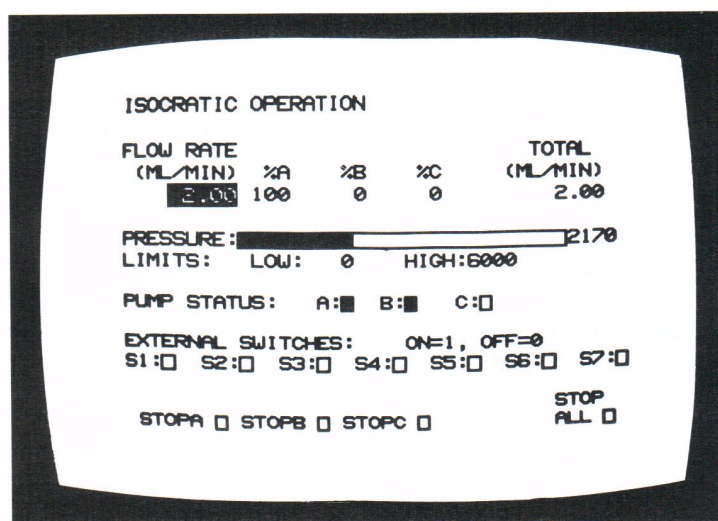 ISOCRATIC OPERATION
FLOW RATE TOTAL
(ML/MIN) %A %B %C (ML/MIN)
2.00 100 0 0 2.00
PRESSURE: 2170
LIMITS: LOW: 0 HIGH:6000
PUMP STATUS: A: B: C:
EXTERNAL SWITCHES: ON=1, OFF=0
S1: S2: S3: S4: S5: S6: S7:
STOP
STOPA STOPB STOPC ALL